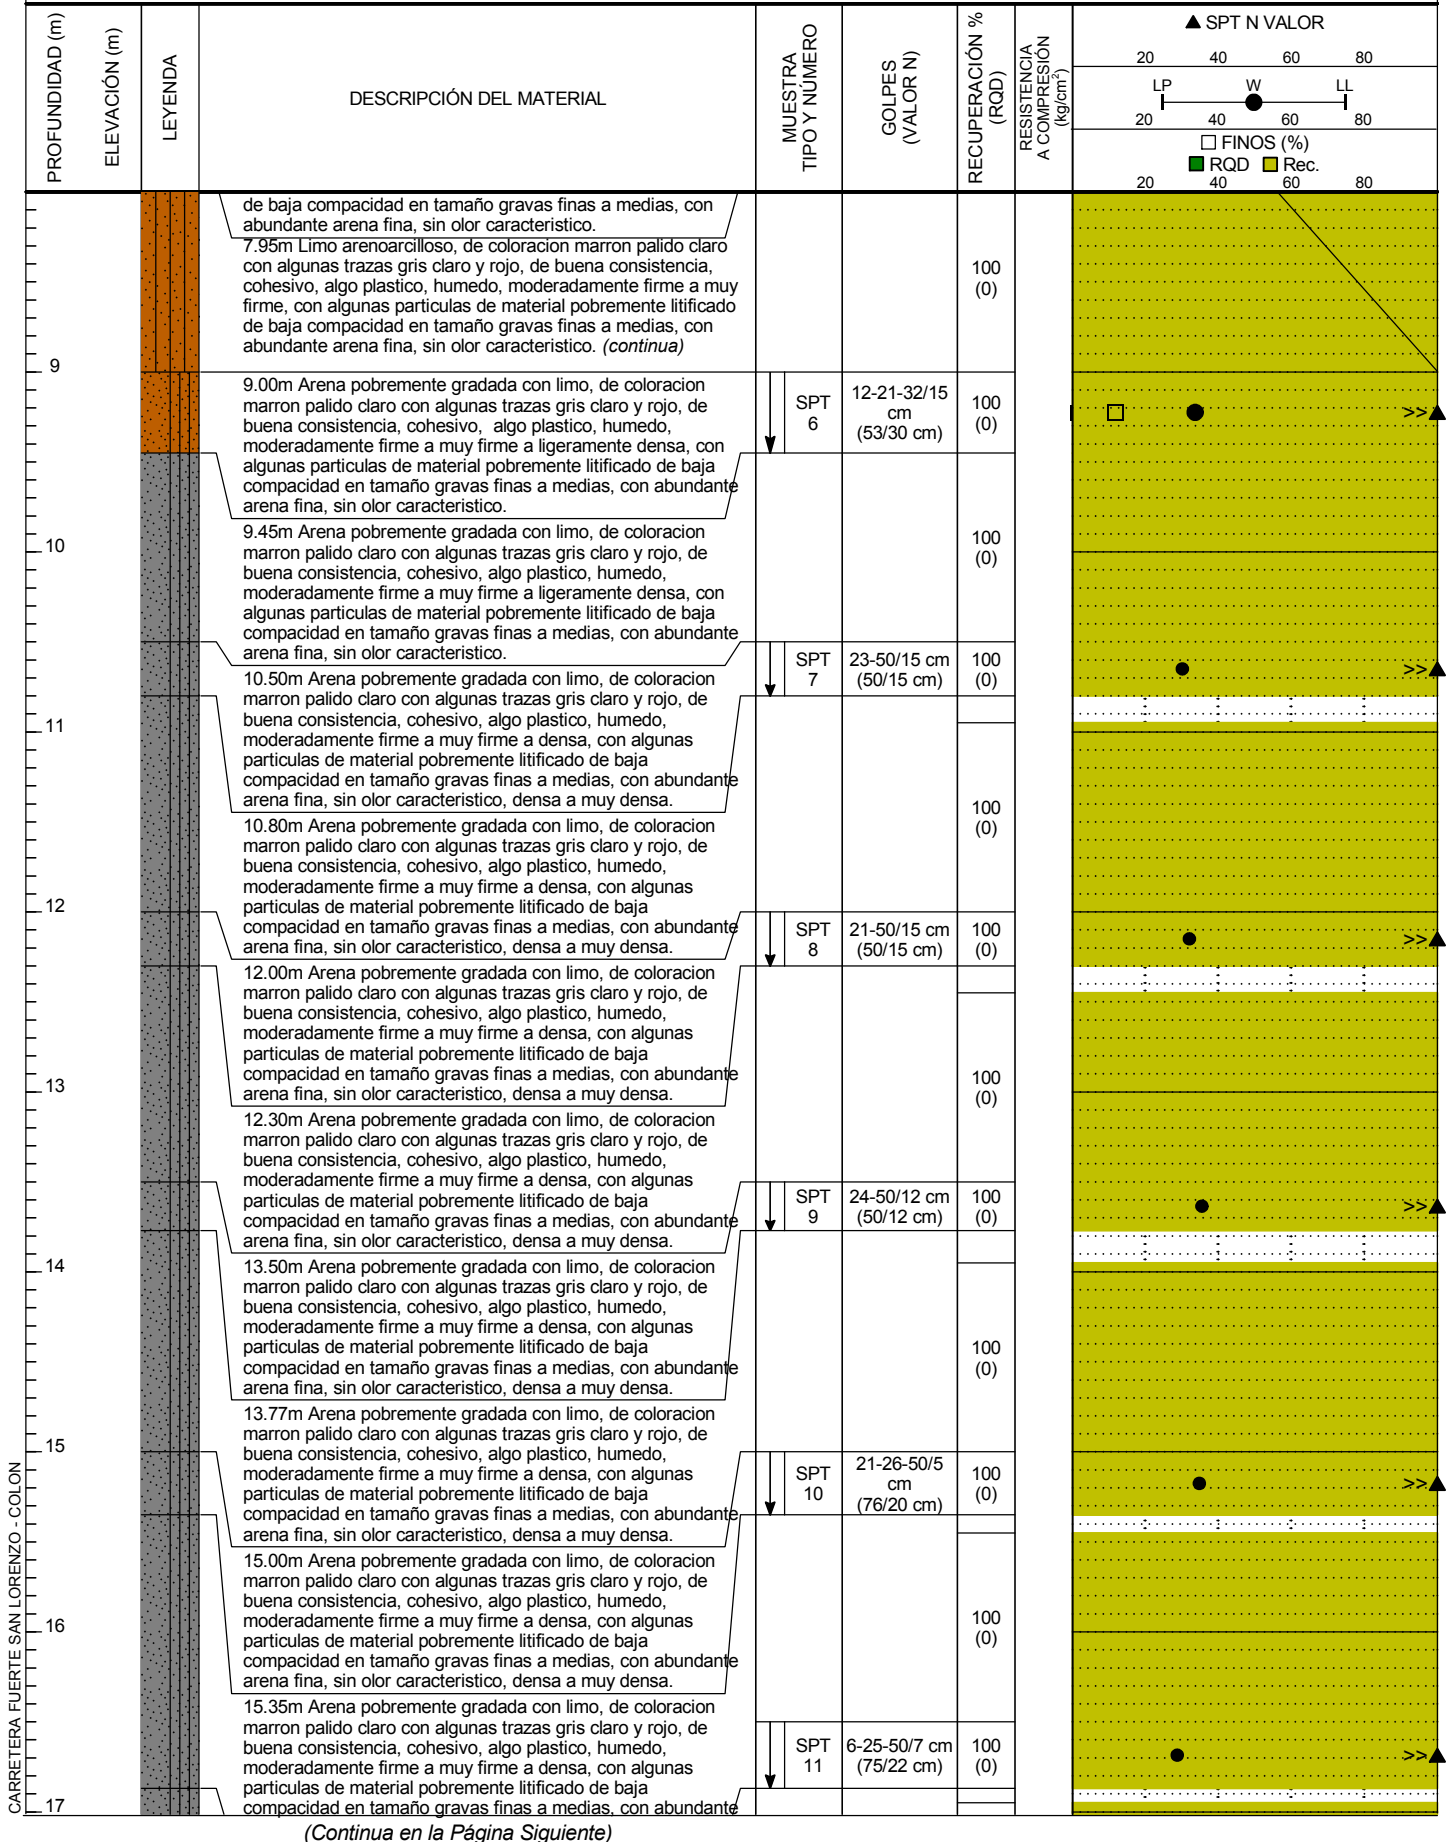 PROFUNDIDAD (m)
ELEVACIÓN (m)
LEYENDA
DESCRIPCIÓN DEL MATERIAL
MUESTRA
TIPO Y NÚMERO
GOLPES
(VALOR N)
RECUPERACIÓN %
(RQD)
RESISTENCIA
A COMPRESIÓN
(kg/cm²)
▲ SPT N VALOR
20 40 60 80
LP W LL
20 40 60 80
□ FINOS (%)
RQD Rec.
20 40 60 80
de baja compacidad en tamaño gravas finas a medias, con
abundante arena fina, sin olor caracteristico.
7.95m Limo arenoarcilloso, de coloracion marron palido claro
con algunas trazas gris claro y rojo, de buena consistencia,
cohesivo, algo plastico, humedo, moderadamente firme a muy
firme, con algunas particulas de material pobremente litificado
de baja compacidad en tamaño gravas finas a medias, con
abundante arena fina, sin olor caracteristico. (continua)
100
(0)
9
9.00m Arena pobremente gradada con limo, de coloracion
marron palido claro con algunas trazas gris claro y rojo, de
buena consistencia, cohesivo, algo plastico, humedo,
moderadamente firme a muy firme a ligeramente densa, con
algunas particulas de material pobremente litificado de baja
compacidad en tamaño gravas finas a medias, con abundante
arena fina, sin olor caracteristico.
SPT
6
12-21-32/15
cm
(53/30 cm)
100
(0)
>>
10
9.45m Arena pobremente gradada con limo, de coloracion
marron palido claro con algunas trazas gris claro y rojo, de
buena consistencia, cohesivo, algo plastico, humedo,
moderadamente firme a muy firme a ligeramente densa, con
algunas particulas de material pobremente litificado de baja
compacidad en tamaño gravas finas a medias, con abundante
arena fina, sin olor caracteristico.
100
(0)
10.50m Arena pobremente gradada con limo, de coloracion
marron palido claro con algunas trazas gris claro y rojo, de
buena consistencia, cohesivo, algo plastico, humedo,
moderadamente firme a muy firme a densa, con algunas
particulas de material pobremente litificado de baja
compacidad en tamaño gravas finas a medias, con abundante
arena fina, sin olor caracteristico, densa a muy densa.
SPT
7
23-50/15 cm
(50/15 cm)
100
(0)
>>
11
10.80m Arena pobremente gradada con limo, de coloracion
marron palido claro con algunas trazas gris claro y rojo, de
buena consistencia, cohesivo, algo plastico, humedo,
moderadamente firme a muy firme a densa, con algunas
particulas de material pobremente litificado de baja
compacidad en tamaño gravas finas a medias, con abundante
arena fina, sin olor caracteristico, densa a muy densa.
100
(0)
12
12.00m Arena pobremente gradada con limo, de coloracion
marron palido claro con algunas trazas gris claro y rojo, de
buena consistencia, cohesivo, algo plastico, humedo,
moderadamente firme a muy firme a densa, con algunas
particulas de material pobremente litificado de baja
compacidad en tamaño gravas finas a medias, con abundante
arena fina, sin olor caracteristico, densa a muy densa.
SPT
8
21-50/15 cm
(50/15 cm)
100
(0)
>>
13
12.30m Arena pobremente gradada con limo, de coloracion
marron palido claro con algunas trazas gris claro y rojo, de
buena consistencia, cohesivo, algo plastico, humedo,
moderadamente firme a muy firme a densa, con algunas
particulas de material pobremente litificado de baja
compacidad en tamaño gravas finas a medias, con abundante
arena fina, sin olor caracteristico, densa a muy densa.
100
(0)
13.50m Arena pobremente gradada con limo, de coloracion
marron palido claro con algunas trazas gris claro y rojo, de
buena consistencia, cohesivo, algo plastico, humedo,
moderadamente firme a muy firme a densa, con algunas
particulas de material pobremente litificado de baja
compacidad en tamaño gravas finas a medias, con abundante
arena fina, sin olor caracteristico, densa a muy densa.
SPT
9
24-50/12 cm
(50/12 cm)
100
(0)
>>
14
13.77m Arena pobremente gradada con limo, de coloracion
marron palido claro con algunas trazas gris claro y rojo, de
buena consistencia, cohesivo, algo plastico, humedo,
moderadamente firme a muy firme a densa, con algunas
particulas de material pobremente litificado de baja
compacidad en tamaño gravas finas a medias, con abundante
arena fina, sin olor caracteristico, densa a muy densa.
100
(0)
15
15.00m Arena pobremente gradada con limo, de coloracion
marron palido claro con algunas trazas gris claro y rojo, de
buena consistencia, cohesivo, algo plastico, humedo,
moderadamente firme a muy firme a densa, con algunas
particulas de material pobremente litificado de baja
compacidad en tamaño gravas finas a medias, con abundante
arena fina, sin olor caracteristico, densa a muy densa.
SPT
10
21-26-50/5
cm
(76/20 cm)
100
(0)
>>
16
15.35m Arena pobremente gradada con limo, de coloracion
marron palido claro con algunas trazas gris claro y rojo, de
buena consistencia, cohesivo, algo plastico, humedo,
moderadamente firme a muy firme a densa, con algunas
particulas de material pobremente litificado de baja
compacidad en tamaño gravas finas a medias, con abundante
100
(0)
SPT
11
6-25-50/7 cm
(75/22 cm)
100
(0)
>>
17
CARRETERA FUERTE SAN LORENZO - COLON
(Continua en la Página Siguiente)